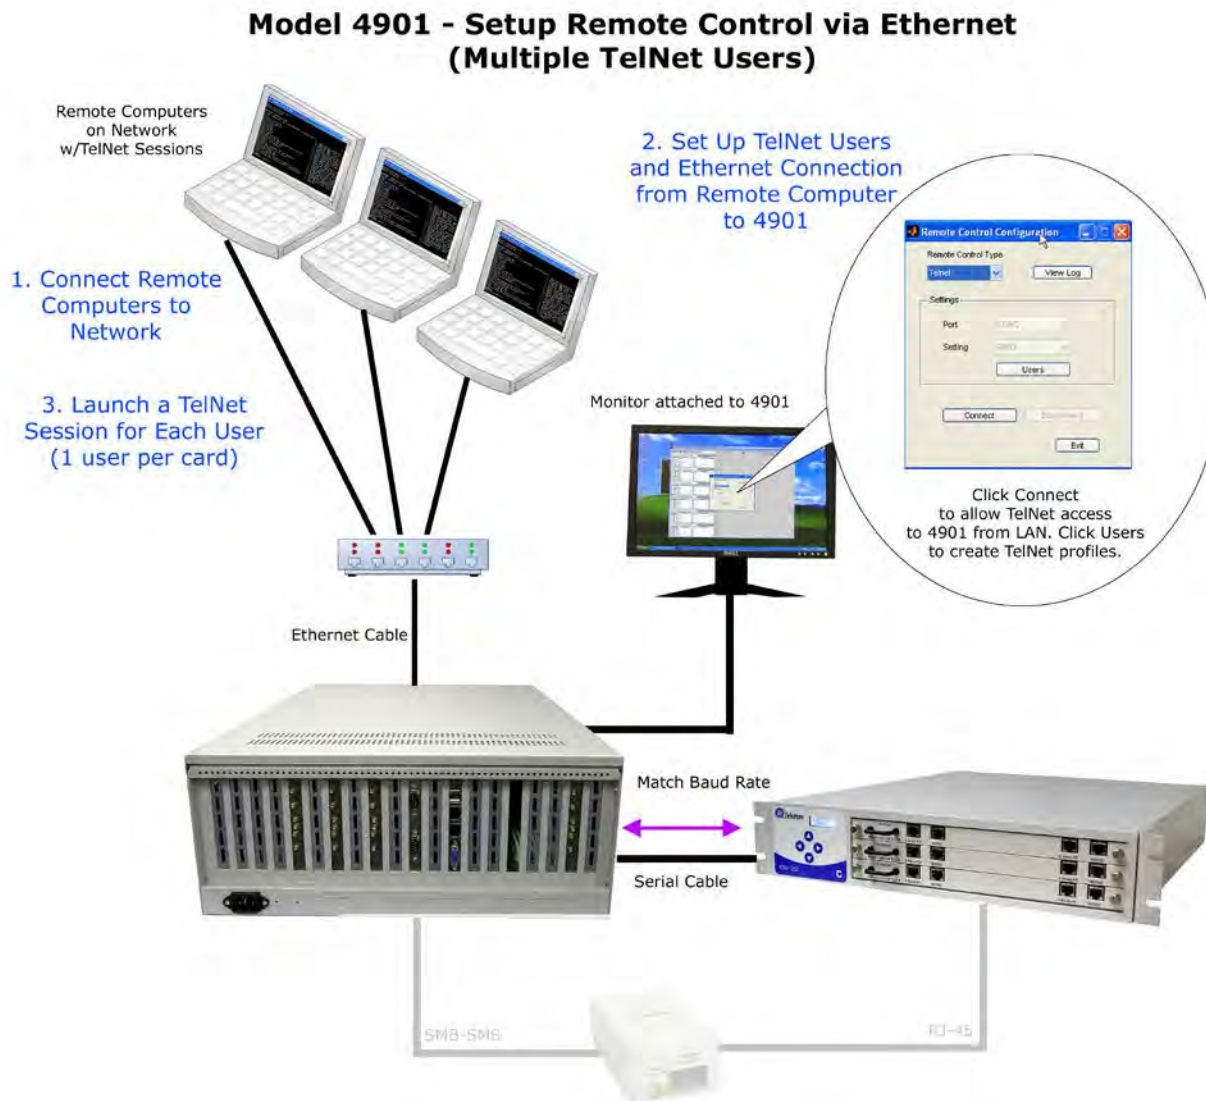 Model 4901 - Setup Remote Control via Ethernet
(Multiple TelNet Users)
Remote Computers
on Network
w/TelNet Sessions
2. Set Up TelNet Users
and Ethernet Connection
from Remote Computer
to 4901
1. Connect Remote
Computers to
Network
3. Launch a TelNet
Session for Each User
(1 user per card)
Monitor attached to 4901
Remote Control Configuration
Remote Control Type
Telnet
View Log
Settings
Port
Setting
Users
Connect
Exit
Click Connect
to allow TelNet access
to 4901 from LAN. Click Users
to create TelNet profiles.
Ethernet Cable
Match Baud Rate
Serial Cable
SMB-SMB
RJ-45